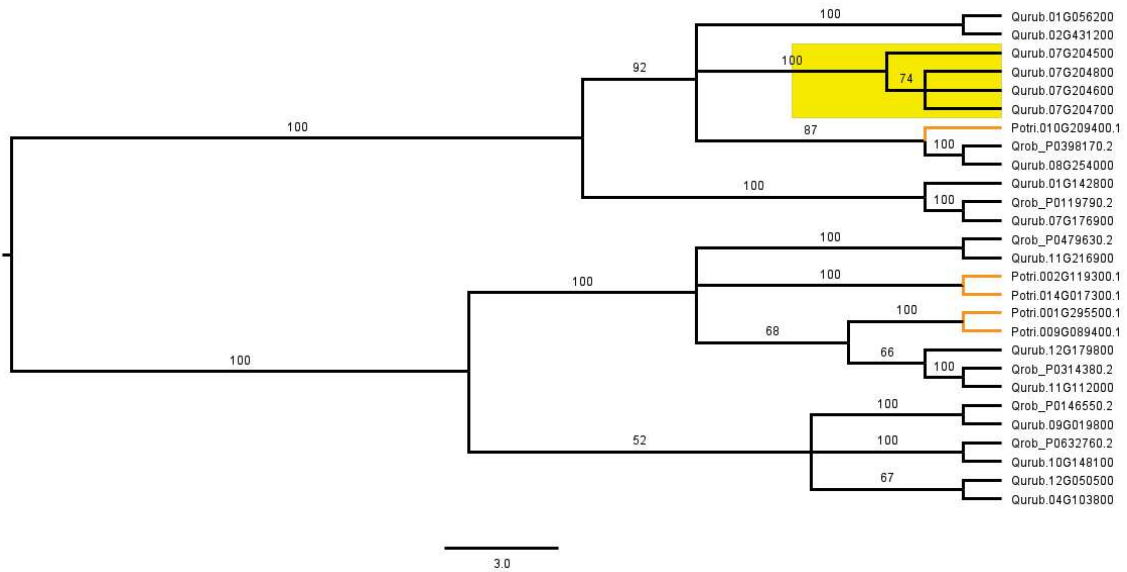 100
Qurub.01G056200
Qurub.02G431200
92
100
Qurub.07G204500
74
Qurub.07G204800
Qurub.07G204600
Qurub.07G204700
100
87
Potri.010G209400.1
100
Qrob_P0398170.2
Qurub.08G254000
100
Qurub.01G142800
100
Qrob_P0119790.2
Qurub.07G176900
100
Qrob_P0479630.2
Qurub.11G216900
100
100
Potri.002G119300.1
Potri.014G017300.1
100
Potri.001G295500.1
68
Potri.009G089400.1
100
66
Qurub.12G179800
100
Qrob_P0314380.2
Qurub.11G112000
100
Qrob_P0146550.2
Qurub.09G019800
52
100
Qrob_P0632760.2
Qurub.10G148100
67
Qurub.12G050500
Qurub.04G103800
3.0